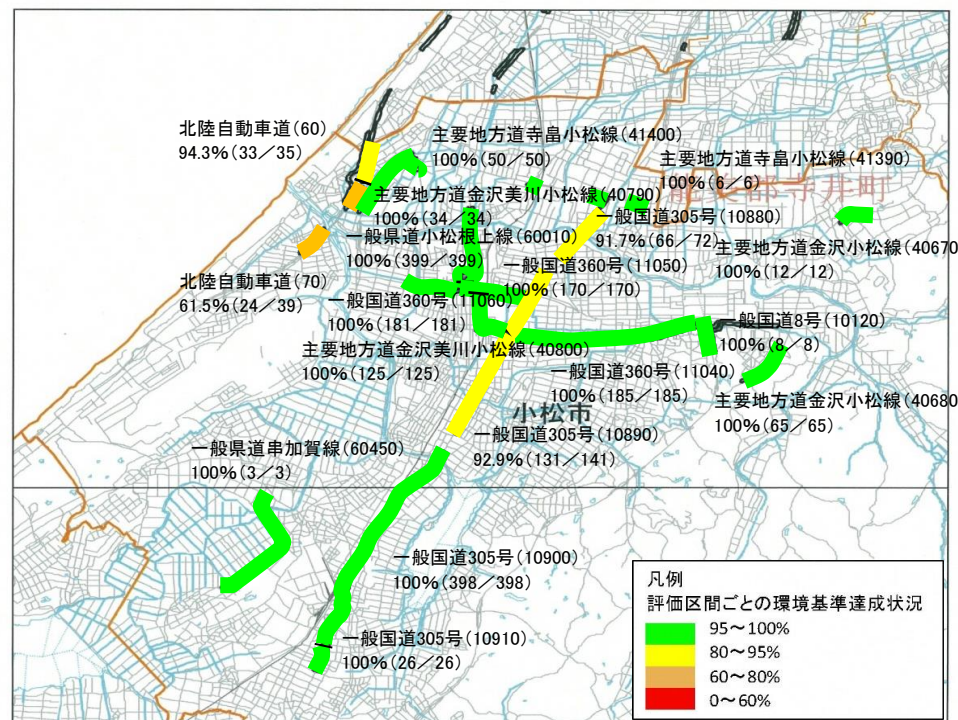 北陸自動車道(60)
94.3%(33／35)
主要地方道寺畠小松線(41400)
100%(50／50)
主要地方道寺畠小松線(41390)
100%(6／6)
主要地方道金沢美川小松線(40790)
100%(34／34)
一般国道305号(10880)
91.7%(66／72)
一般県道小松根上線(60010)
100%(399／399)
主要地方道金沢小松線(40670
100%(12／12)
一般国道360号(11050)
100%(170／170)
北陸自動車道(70)
61.5%(24／39)
一般国道360号(11060)
100%(181／181)
一般国道8号(10120)
100%(8／8)
主要地方道金沢美川小松線(40800)
100%(125／125)
一般国道360号(11040)
100%(185／185)
主要地方道金沢小松線(40680
100%(65／65)
小松市
一般国道305号(10890)
92.9%(131／141)
一般県道串加賀線(60450)
100%(3／3)
一般国道305号(10900)
100%(398／398)
一般国道305号(10910)
100%(26／26)
凡例
評価区間ごとの環境基準達成状況
95～100%
80～95%
60～80%
0～60%